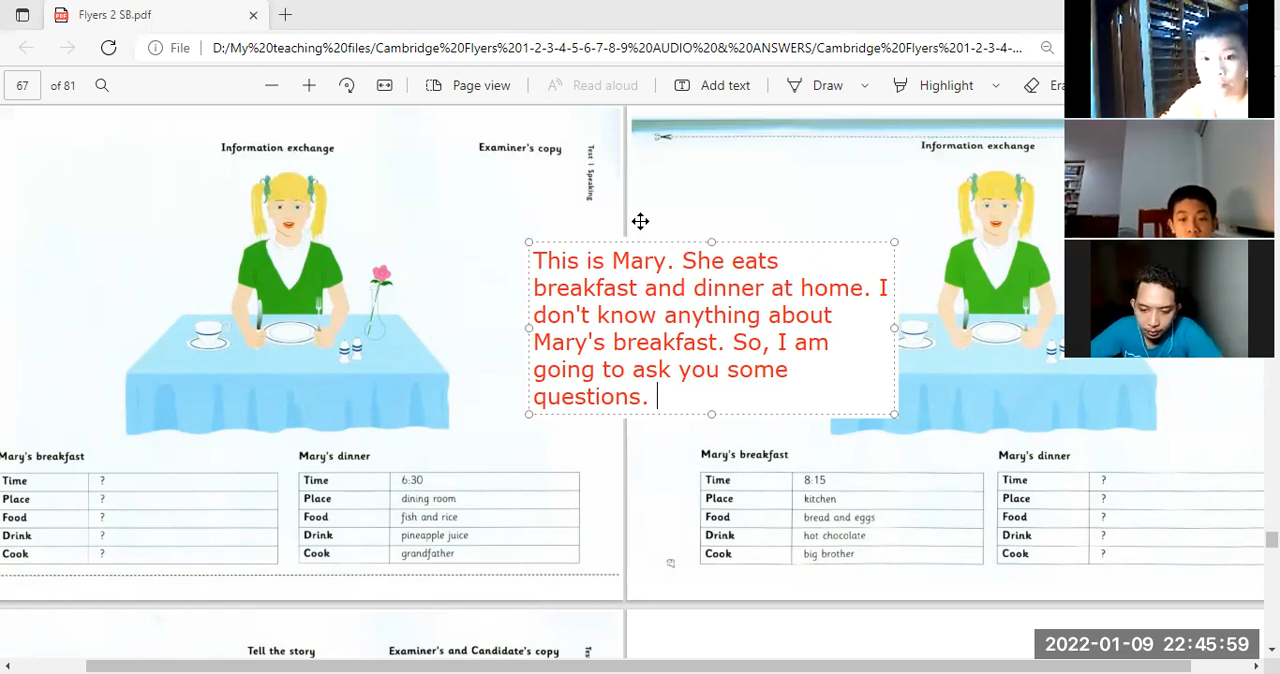 Flyers 2 SB.pdf
File
D:/My%20teaching%20files/Cambridge%20Flyers%201-2-3-4-5-6-7-8-9%20AUDIO%20&%20ANSWERS/Cambridge%20Flyers%201-2-3-4-...
67 of 81
Page view
Read aloud
Add text
Draw
Highlight
Era
Information exchange
Examiner's copy
Test 1 Speaking
Information exchange
This is Mary. She eats
breakfast and dinner at home. I
don't know anything about
Mary's breakfast. So, I am
going to ask you some
questions.
Mary's breakfast
Time ?
Place ?
Food ?
Drink ?
Cook ?
Mary's dinner
Time 6:30
Place dining room
Food fish and rice
Drink pineapple juice
Cook grandfather
67
Mary's breakfast
Time 8:15
Place kitchen
Food bread and eggs
Drink hot chocolate
Cook big brother
Mary's dinner
Time ?
Place ?
Food ?
Drink ?
Cook ?
Tell the story
Examiner's and Candidate's copy
Tes
2022-01-09 22:45:59